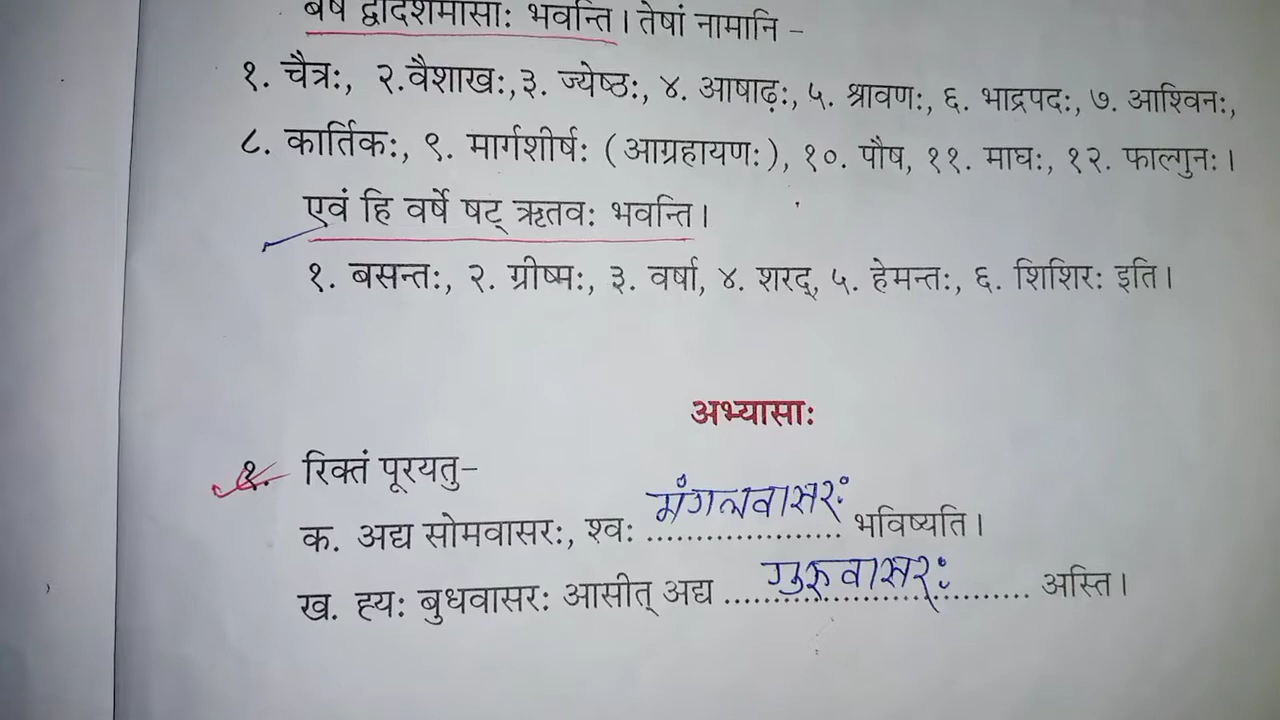 बर्षे द्वादशमासाः भवन्ति। तेषां नामानि –
१. चैत्रः, २.वैशाखः,३. ज्येष्ठः, ४. आषाढ़ः, ५. श्रावणः, ६. भाद्रपदः, ७. आश्विनः,
८. कार्तिकः, ९. मार्गशीर्षः (आग्रहायणः), १०. पौष, ११. माघः, १२. फाल्गुनः।
एवं हि वर्षे षट् ऋतवः भवन्ति।
१. बसन्तः, २. ग्रीष्मः, ३. वर्षा, ४. शरद्, ५. हेमन्तः, ६. शिशिरः इति।
अभ्यासाः
१. रिक्तं पूरयतु–
क. अद्य सोमवासरः, श्वः मंगलवासरः भविष्यति।
ख. ह्यः बुधवासरः आसीत् अद्य गुरुवासरः अस्ति।